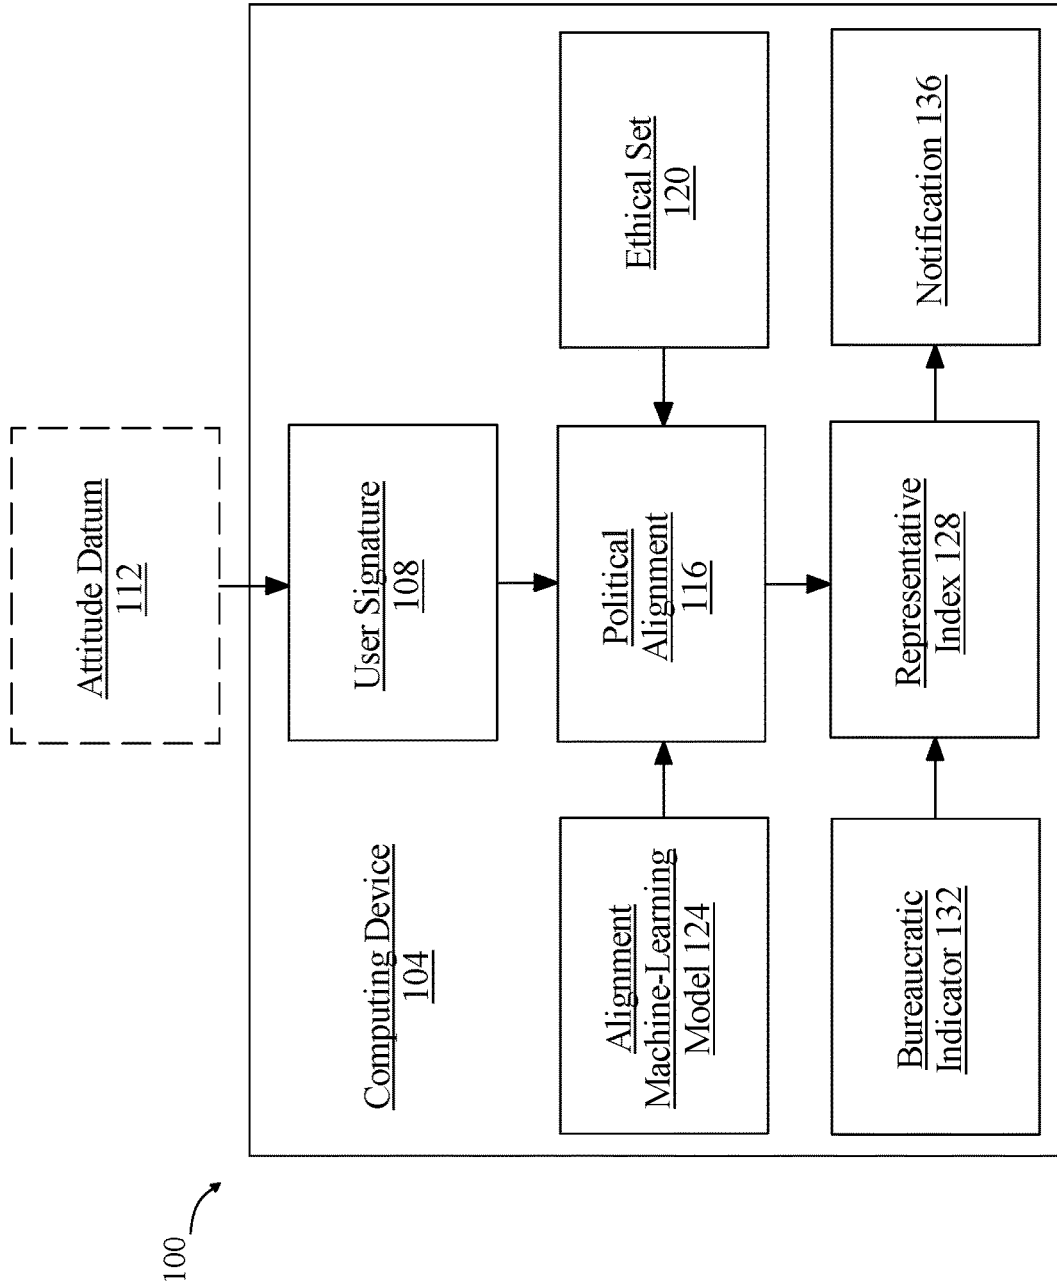 100
Attitude Datum
112
Computing Device
104
User Signature
108
Alignment
Machine-Learning
Model 124
Political
Alignment
116
Ethical Set
120
Bureaucratic
Indicator 132
Representative
Index 128
Notification 136